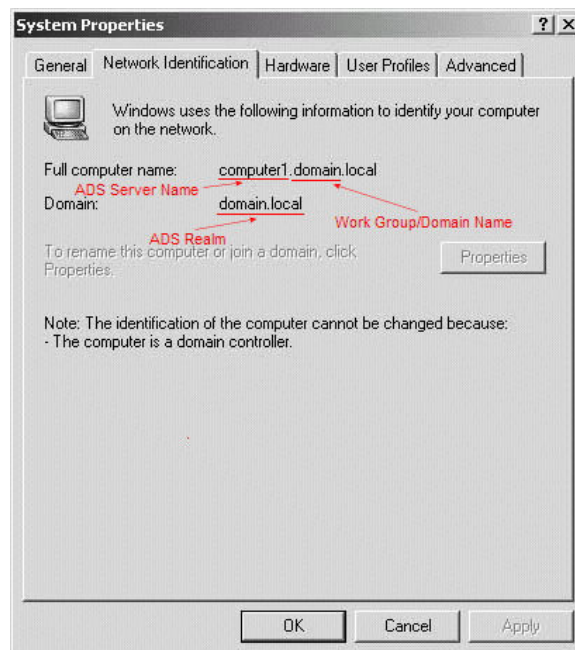 System Properties
General Network Identification Hardware User Profiles Advanced
Windows uses the following information to identify your computer
on the network.
Full computer name: computer1.domain.local
ADS Server Name
Domain: domain.local
Work Group/Domain Name
ADS Realm
To rename this computer or join a domain, click
Properties.
Properties
Note: The identification of the computer cannot be changed because:
- The computer is a domain controller.
OK Cancel Apply